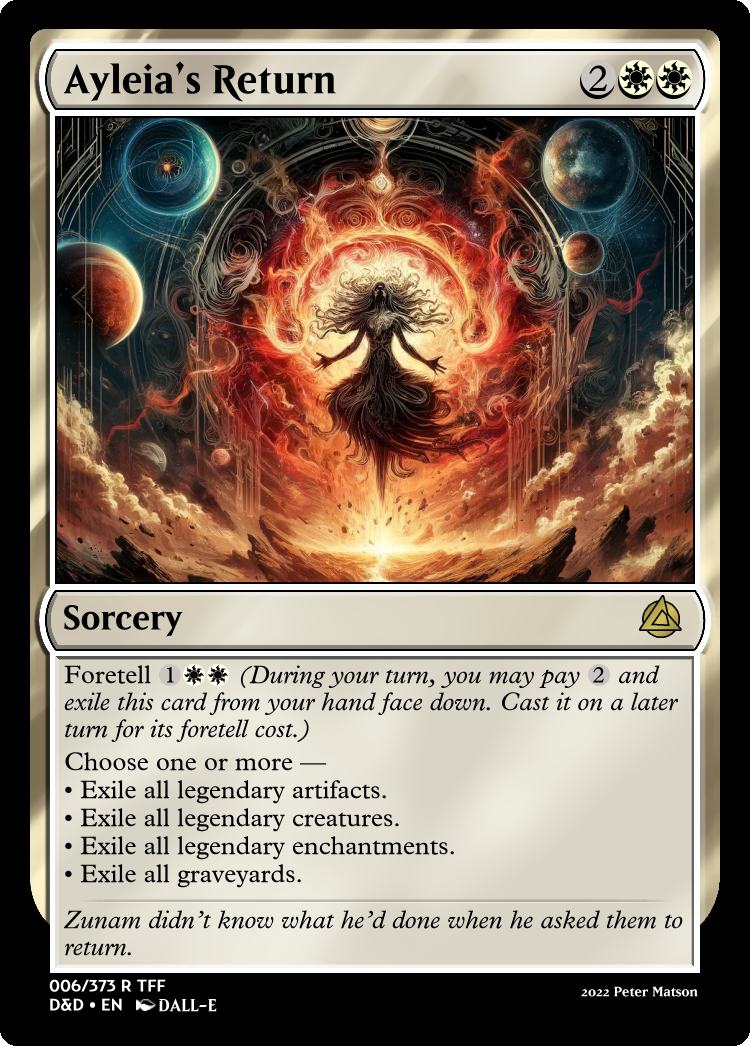 Ayleia's Return 2
Sorcery
Foretell 1 (During your turn, you may pay 2 and
exile this card from your hand face down. Cast it on a later
turn for its foretell cost.)
Choose one or more —
• Exile all legendary artifacts.
• Exile all legendary creatures.
• Exile all legendary enchantments.
• Exile all graveyards.
Zunam didn't know what he'd done when he asked them to
return.
006/373 R TFF
D&D • EN DALL-E
2022 Peter Matson